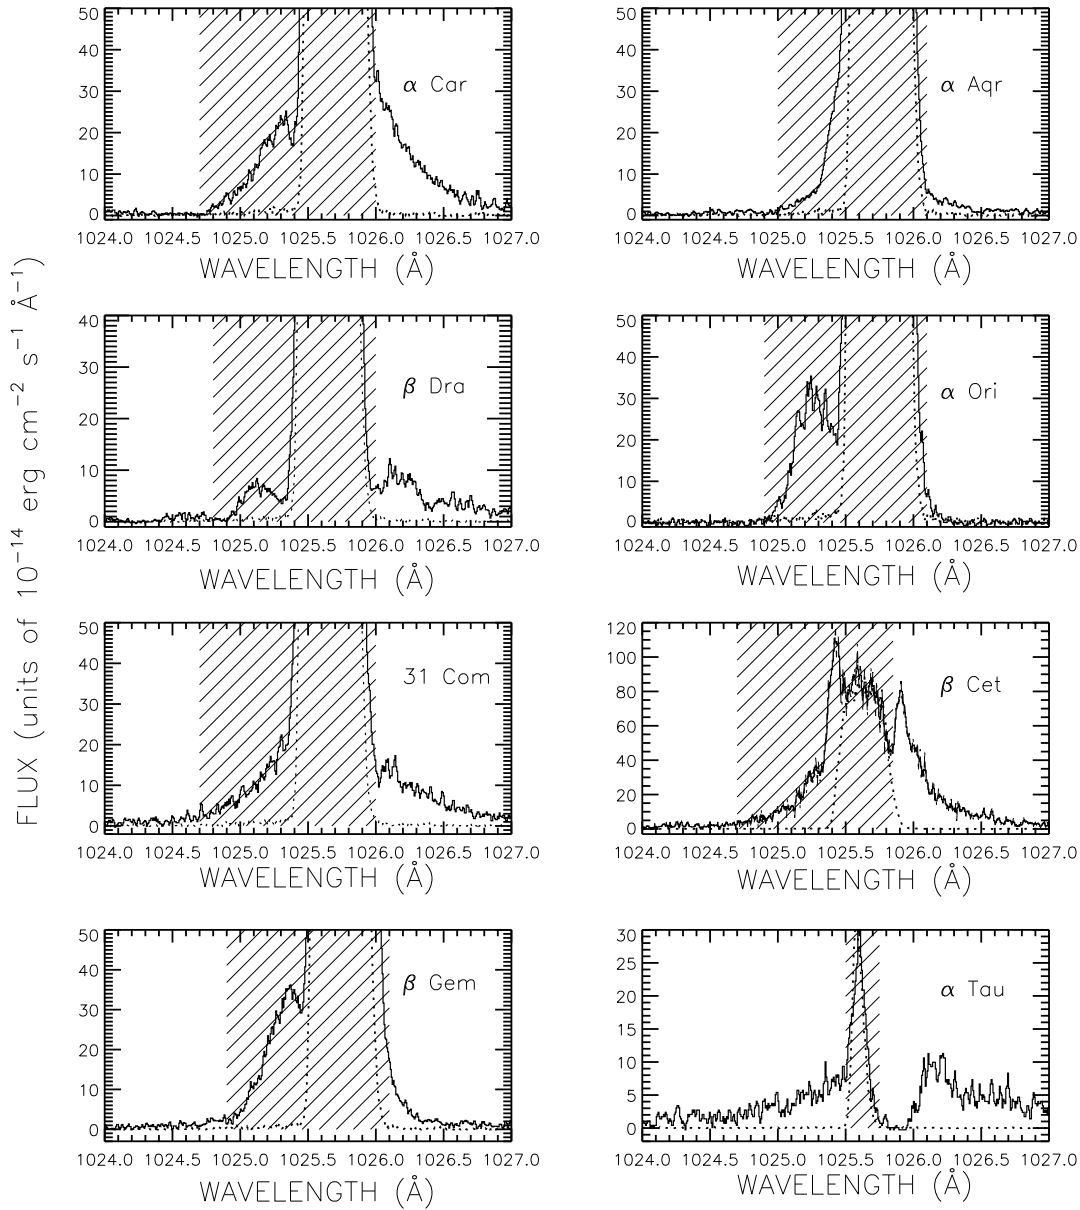 FLUX (units of 10⁻¹⁴ erg cm⁻² s⁻¹ Å⁻¹)
50
40
30
20
10
0
α Car
1024.0 1024.5 1025.0 1025.5 1026.0 1026.5 1027.0
WAVELENGTH (Å)
50
40
30
20
10
0
α Aqr
1024.0 1024.5 1025.0 1025.5 1026.0 1026.5 1027.0
WAVELENGTH (Å)
40
30
20
10
0
β Dra
1024.0 1024.5 1025.0 1025.5 1026.0 1026.5 1027.0
WAVELENGTH (Å)
50
40
30
20
10
0
α Ori
1024.0 1024.5 1025.0 1025.5 1026.0 1026.5 1027.0
WAVELENGTH (Å)
50
40
30
20
10
0
31 Com
1024.0 1024.5 1025.0 1025.5 1026.0 1026.5 1027.0
WAVELENGTH (Å)
120
100
80
60
40
20
0
β Cet
1024.0 1024.5 1025.0 1025.5 1026.0 1026.5 1027.0
WAVELENGTH (Å)
50
40
30
20
10
0
β Gem
1024.0 1024.5 1025.0 1025.5 1026.0 1026.5 1027.0
WAVELENGTH (Å)
30
25
20
15
10
5
0
α Tau
1024.0 1024.5 1025.0 1025.5 1026.0 1026.5 1027.0
WAVELENGTH (Å)